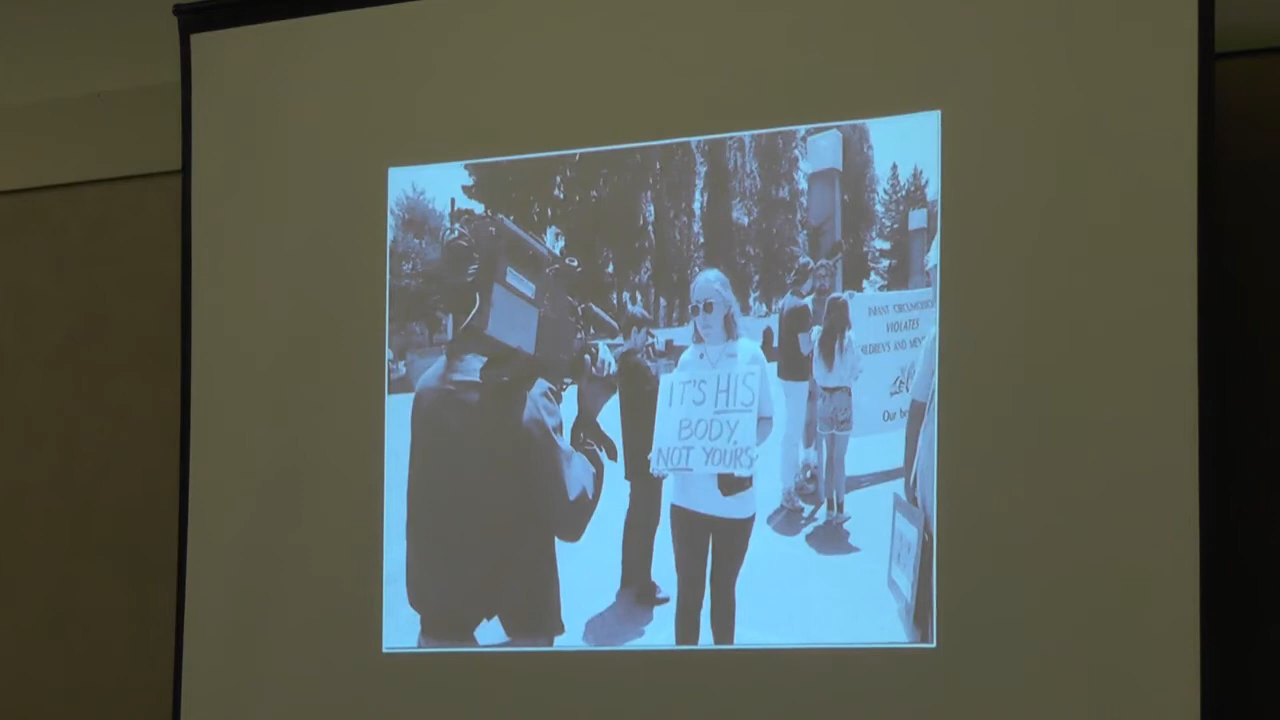 IT'S HIS
BODY,
NOT YOURS
INFANT CIRCUMCISION
VIOLATES
CHILDREN'S AND MEN'
Our